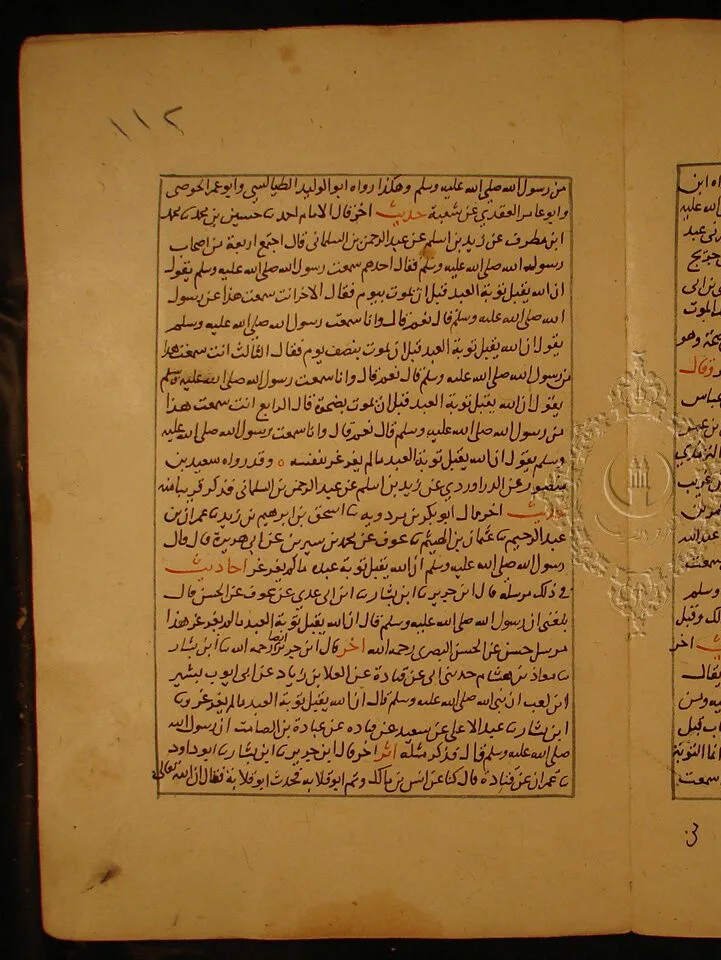 ١١٢
من رسول الله صلى الله عليه وسلم وهكذا رواه ابو الوليد الطيالسي وابو عمر الحوضي
وابو عامر العقدي عن شعبة حديث اخر قال الامام احمد ثنا حسين بن محمد ثنا محمد
ابن مطرف عن زيد بن اسلم عن عبد الرحمن بن السلماني قال اجتمع اربعة من اصحاب
رسول الله صلى الله عليه وسلم فقال احدهم سمعت رسول الله صلى الله عليه وسلم يقول
ان الله يقبل توبة العبد قبل ان يموت بيوم فقال الاخر انت سمعت هذا عن رسول
الله صلى الله عليه وسلم قال نعم قال وانا سمعت رسول الله صلى الله عليه وسلم
يقول ان الله يقبل توبة العبد قبل ان يموت بنصف يوم فقال الثالث انت سمعت هذا
من رسول الله صلى الله عليه وسلم قال نعم قال وانا سمعت رسول الله صلى الله عليه وسلم
يقول ان الله يقبل توبة العبد قبل ان يموت بضحوة قال الرابع انت سمعت هذا
من رسول الله صلى الله عليه وسلم قال نعم قال وانا سمعت رسول الله صلى الله عليه
وسلم يقول ان الله يقبل توبة العبد مالم يغرغر بنفسه ٥ وقد رواه سعيد بن
منصور عن الدراوردي عن زيد بن اسلم عن عبد الرحمن بن السلماني فذكر قريبا منه
حديث اخر قال ابو بكر بن مردويه ثنا اسحق بن ابرهيم بن زيد ثنا عمران بن
عبد الرحيم ثنا عثمان بن الهيثم ثنا عوف عن محمد بن سيرين عن ابي هريرة قال قال
رسول الله صلى الله عليه وسلم ان الله يقبل توبة عبده مالم يغرغر احاديث
في ذلك مرسلة قال ابن جرير ثنا ابن بشار ثنا ابن ابي عدي عن عوف عن الحسن قال
بلغني ان رسول الله صلى الله عليه وسلم قال ان الله يقبل توبة العبد مالم يغرغر هذا
مرسل حسن عن الحسن البصري رحمه الله اخر قال ابن جرير ايضا رحمه الله ثنا ابن بشار
ثنا معاذ بن هشام حدثني ابي عن قتادة عن العلا بن زياد عن ابي ايوب بشير
ابن كعب ان نبي الله صلى الله عليه وسلم قال ان الله يقبل توبة العبد مالم يغرغر وثنا
ابن بشار ثنا عبد الاعلى عن سعيد عن قتاده عن عبادة بن الصامت ان رسول الله
صلى الله عليه وسلم قال فذكر مثله اثر اخر قال ابن جرير ثنا ابن بشار ثنا ابو داود
ثنا عمران عن قتادة قال كنا عن انس بن مالك وثم ابو قلابه فحدث ابو قلابة فقال ان الله تعالى